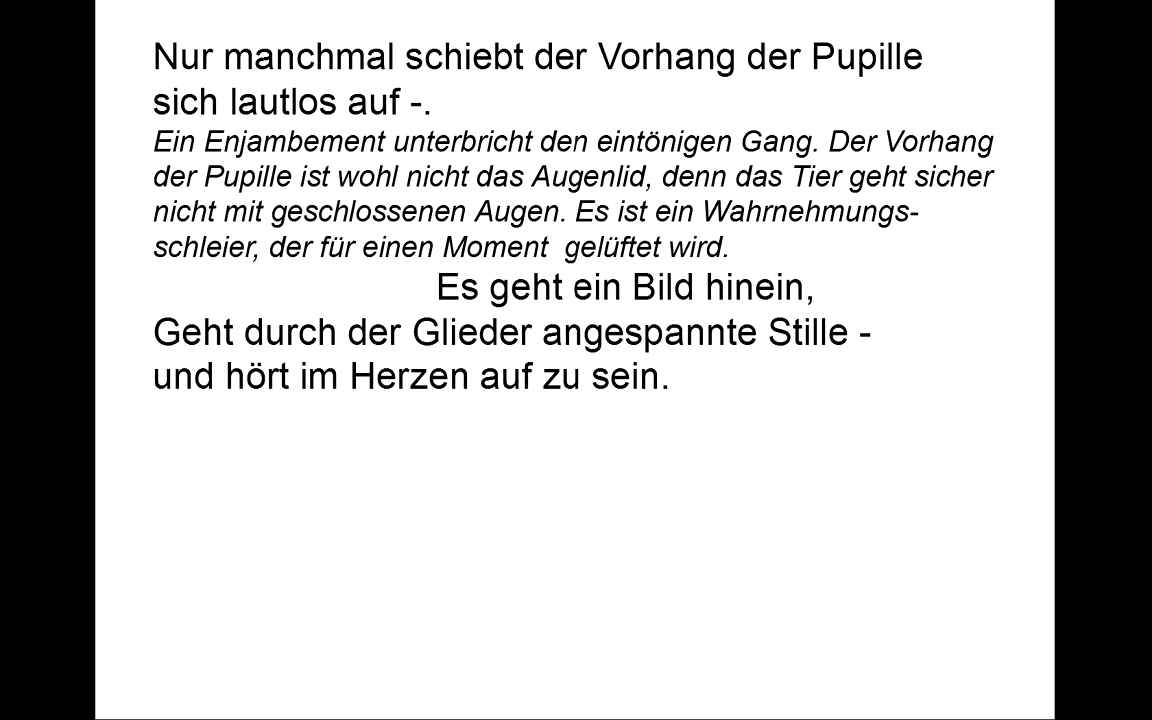 Nur manchmal schiebt der Vorhang der Pupille
sich lautlos auf -.
Ein Enjambement unterbricht den eintönigen Gang. Der Vorhang
der Pupille ist wohl nicht das Augenlid, denn das Tier geht sicher
nicht mit geschlossenen Augen. Es ist ein Wahrnehmungs-
schleier, der für einen Moment  gelüftet wird.
Es geht ein Bild hinein,
Geht durch der Glieder angespannte Stille -
und hört im Herzen auf zu sein.